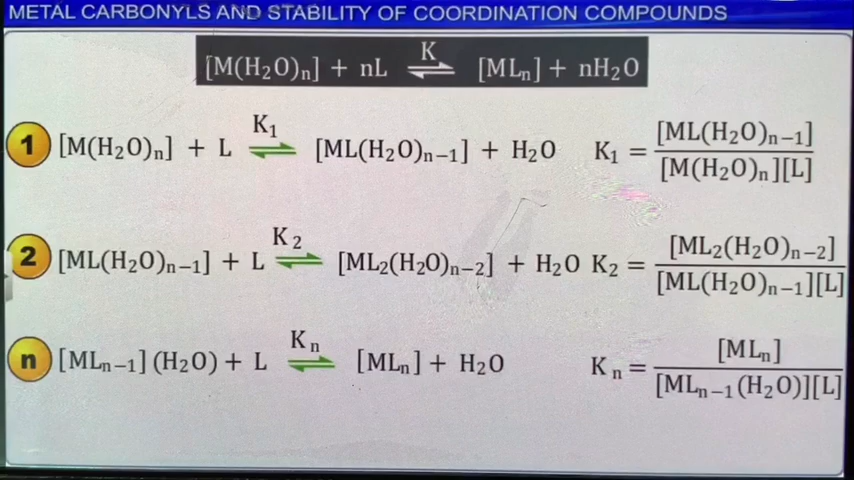 METAL CARBONYLS AND STABILITY OF COORDINATION COMPOUNDS
[M(H₂O)ₙ] + nL ⇌ [MLₙ] + nH₂O
K
1 [M(H₂O)ₙ] + L ⇌ [ML(H₂O)ₙ₋₁] + H₂O K₁ = [ML(H₂O)ₙ₋₁] / [M(H₂O)ₙ][L]
K₁
2 [ML(H₂O)ₙ₋₁] + L ⇌ [ML₂(H₂O)ₙ₋₂] + H₂O K₂ = [ML₂(H₂O)ₙ₋₂] / [ML(H₂O)ₙ₋₁][L]
K₂
n [MLₙ₋₁](H₂O) + L ⇌ [MLₙ] + H₂O Kₙ = [MLₙ] / [MLₙ₋₁(H₂O)][L]
Kₙ